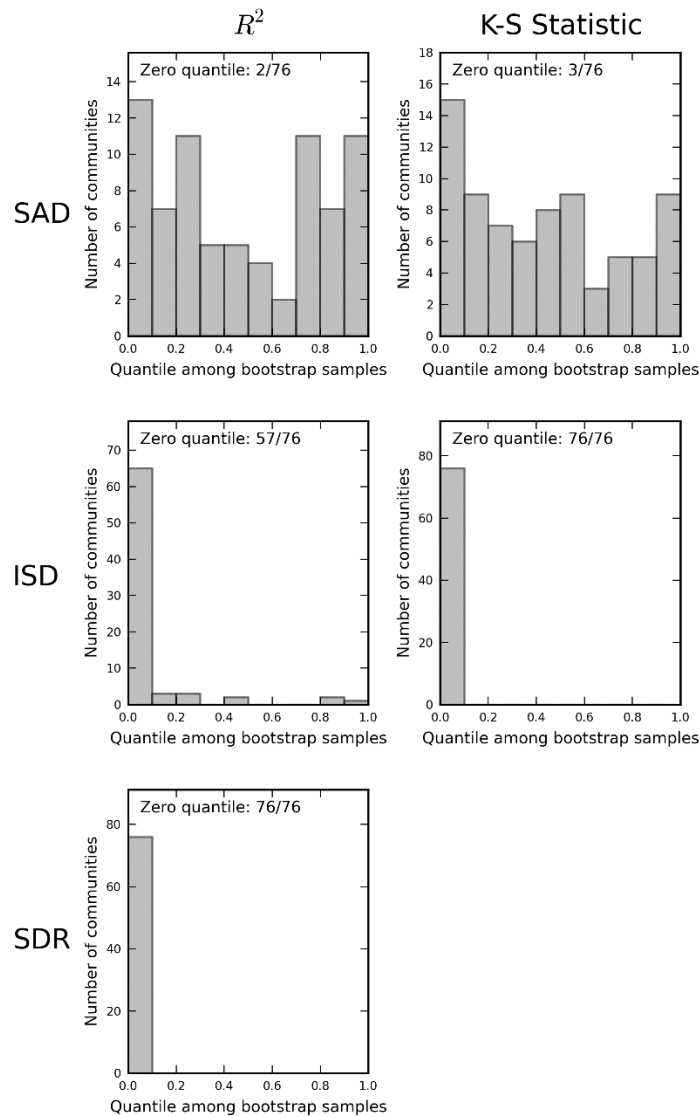 R² K-S Statistic
SAD
Zero quantile: 2/76
Number of communities
14
12
10
8
6
4
2
0
0.0 0.2 0.4 0.6 0.8 1.0
Quantile among bootstrap samples
Zero quantile: 3/76
Number of communities
18
16
14
12
10
8
6
4
2
0
0.0 0.2 0.4 0.6 0.8 1.0
Quantile among bootstrap samples
ISD
Zero quantile: 57/76
Number of communities
70
60
50
40
30
20
10
0
0.0 0.2 0.4 0.6 0.8 1.0
Quantile among bootstrap samples
Zero quantile: 76/76
Number of communities
80
60
40
20
0
0.0 0.2 0.4 0.6 0.8 1.0
Quantile among bootstrap samples
SDR
Zero quantile: 76/76
Number of communities
80
60
40
20
0
0.0 0.2 0.4 0.6 0.8 1.0
Quantile among bootstrap samples